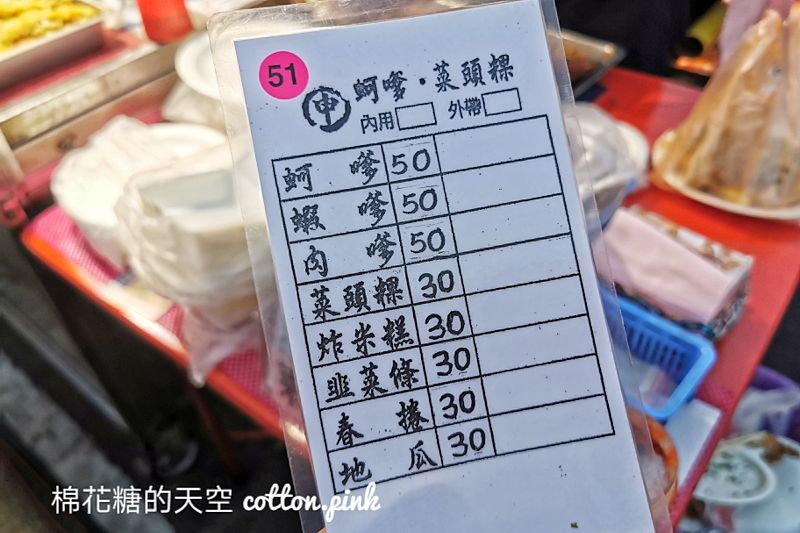 51
申 蚵嗲·菜頭粿
內用 外帶
蚵嗲 50
蝦嗲 50
肉嗲 50
菜頭粿 30
炸米糕 30
韭菜條 30
春捲 30
地瓜 30
棉花糖的天空 cotton.pink